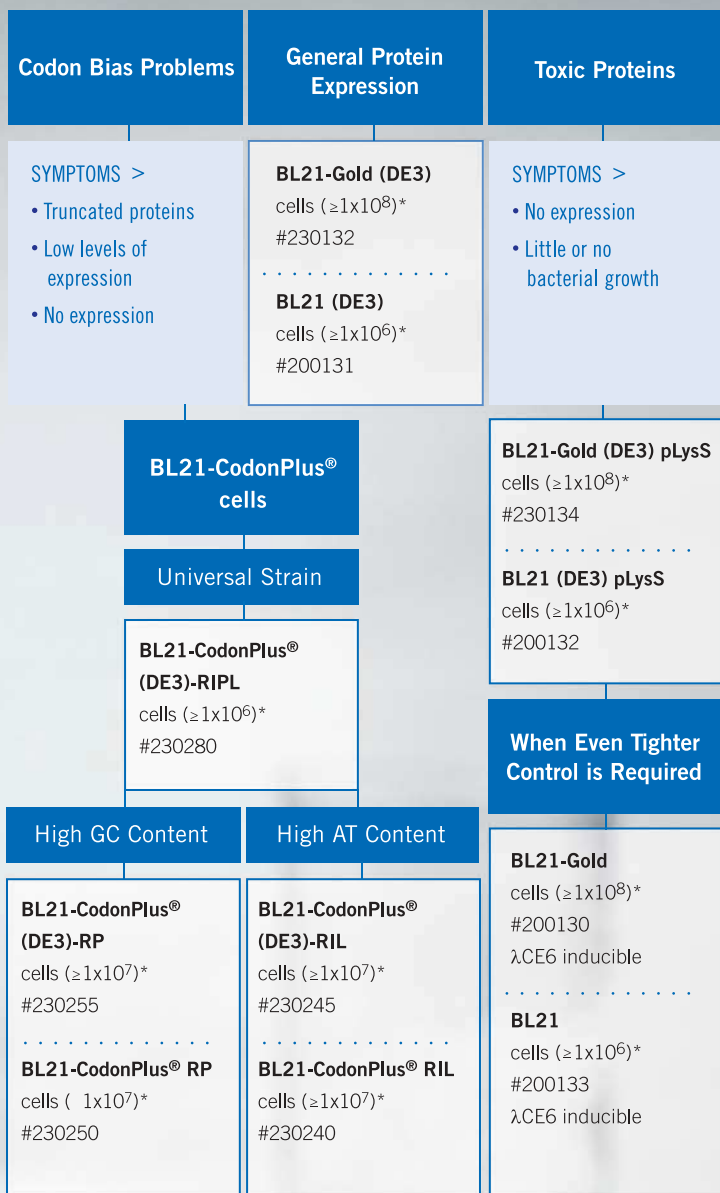 Codon Bias Problems
SYMPTOMS >
• Truncated proteins
• Low levels of
expression
• No expression
General Protein
Expression
BL21-Gold (DE3)
cells (≥1x10⁸)*
#230132
BL21 (DE3)
cells (≥1x10⁶)*
#200131
Toxic Proteins
SYMPTOMS >
• No expression
• Little or no
bacterial growth
BL21-CodonPlus®
cells
Universal Strain
BL21-CodonPlus®
(DE3)-RIPL
cells (≥1x10⁶)*
#230280
High GC Content
BL21-CodonPlus®
(DE3)-RP
cells (≥1x10⁷)*
#230255
BL21-CodonPlus® RP
cells ( 1x10⁷)*
#230250
High AT Content
BL21-CodonPlus®
(DE3)-RIL
cells (≥1x10⁷)*
#230245
BL21-CodonPlus® RIL
cells (≥1x10⁷)*
#230240
BL21-Gold (DE3) pLysS
cells (≥1x10⁸)*
#230134
BL21 (DE3) pLysS
cells (≥1x10⁶)*
#200132
When Even Tighter
Control is Required
BL21-Gold
cells (≥1x10⁸)*
#200130
λCE6 inducible
BL21
cells (≥1x10⁶)*
#200133
λCE6 inducible